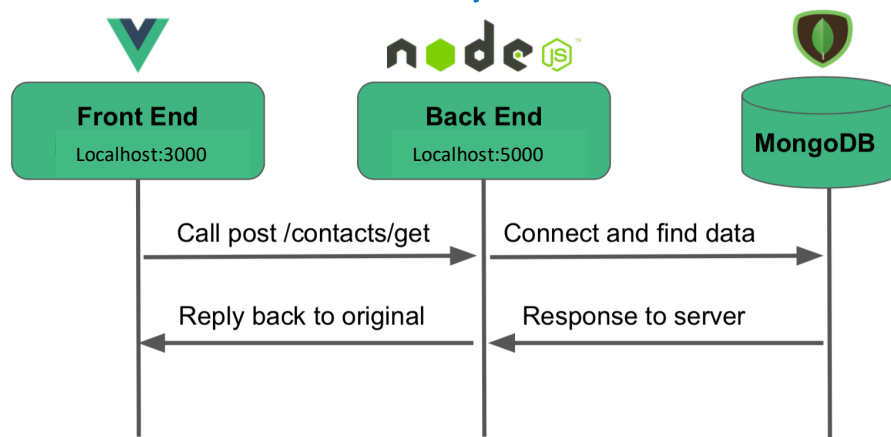 node JS ™
Front End
Localhost:3000
Back End
Localhost:5000
MongoDB
Call post /contacts/get
Connect and find data
Reply back to original
Response to server